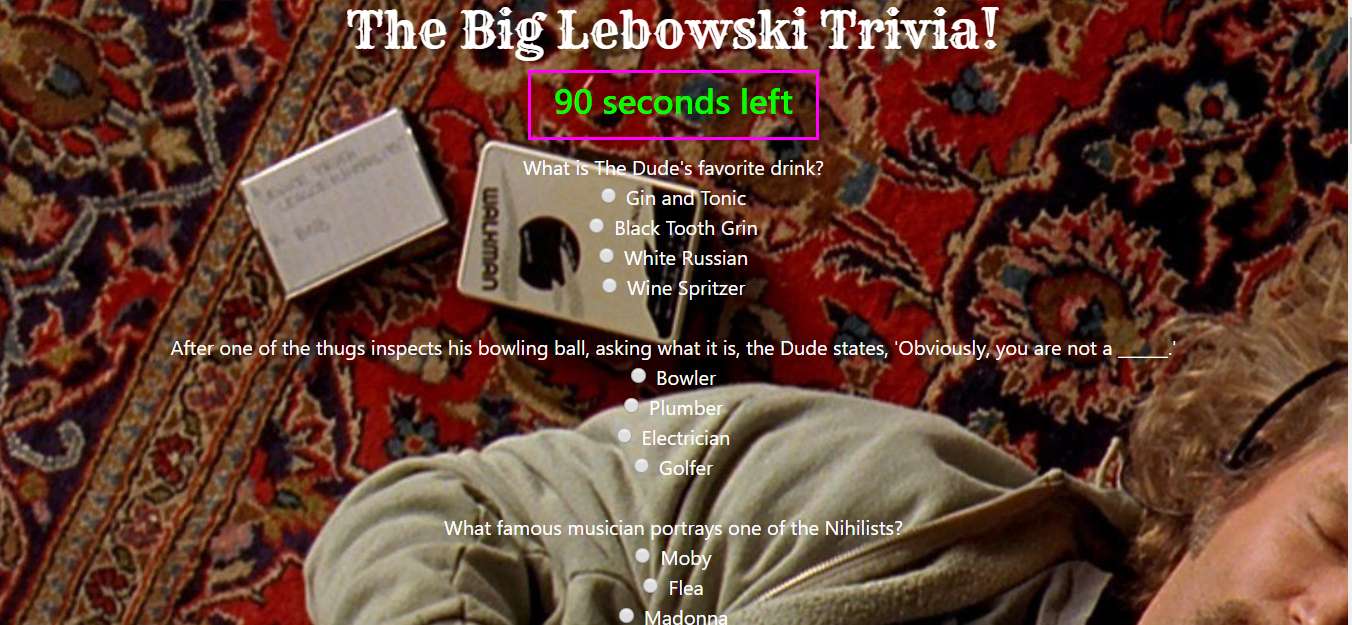 The Big Lebowski Trivia!
90 seconds left
What is The Dude's favorite drink?
Gin and Tonic
Black Tooth Grin
White Russian
Wine Spritzer
WALKMAN
After one of the thugs inspects his bowling ball, asking what it is, the Dude states, 'Obviously, you are not a _____.'
Bowler
Plumber
Electrician
Golfer
What famous musician portrays one of the Nihilists?
Moby
Flea
Madonna